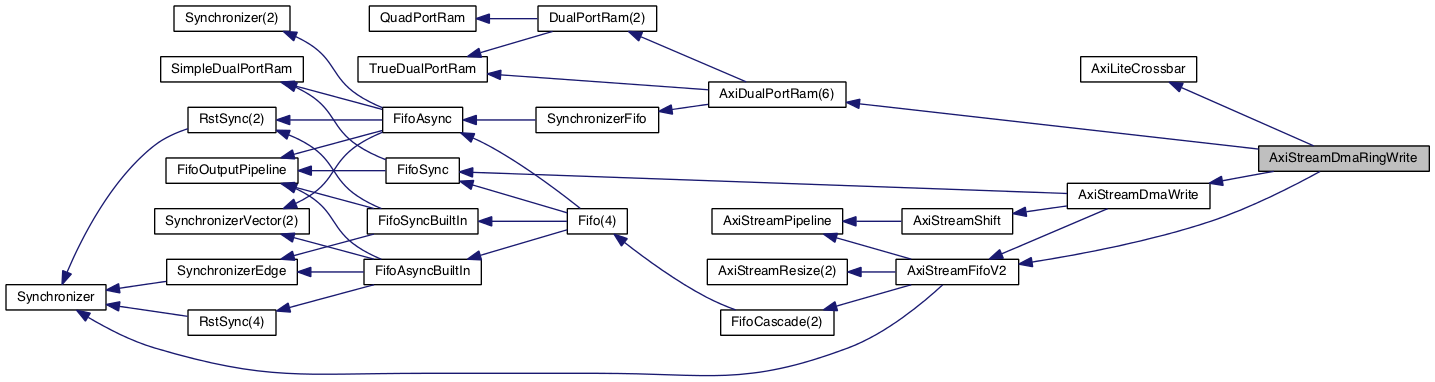 Synchronizer(2)
QuadPortRam
DualPortRam(2)
SimpleDualPortRam
TrueDualPortRam
AxiLiteCrossbar
AxiDualPortRam(6)
RstSync(2)
FifoAsync
SynchronizerFifo
AxiStreamDmaRingWrite
FifoOutputPipeline
FifoSync
AxiStreamDmaWrite
SynchronizerVector(2)
FifoSyncBuiltIn
Fifo(4)
AxiStreamPipeline
AxiStreamShift
SynchronizerEdge
FifoAsyncBuiltIn
AxiStreamResize(2)
AxiStreamFifoV2
Synchronizer
RstSync(4)
FifoCascade(2)